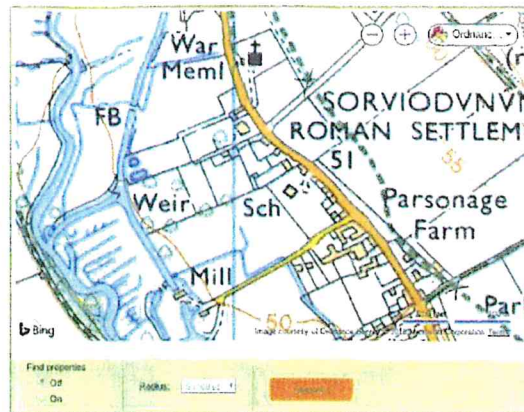 War
Meml
Ordnanc...
FB
SORVIODVNVM
ROMAN SETTLEM
51
55
Weir
Sch
Parsonage
Farm
Mill
50
Par
Bing
Find properties
Off
On
Radius: